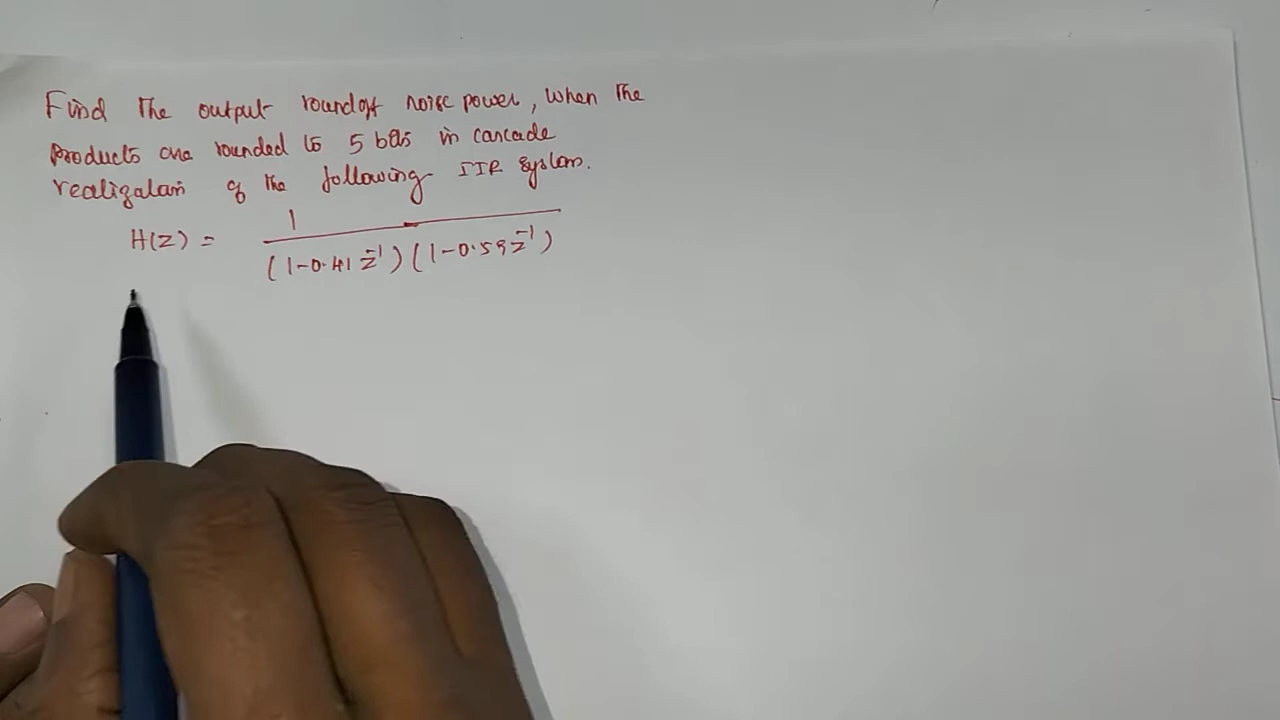 Find The output roundoff noise power, when the
products are rounded to 5 bits in cascade
realization of the following IIR system.
H(Z) = 1 / (1-0.41 z⁻¹) (1-0.59 z⁻¹)